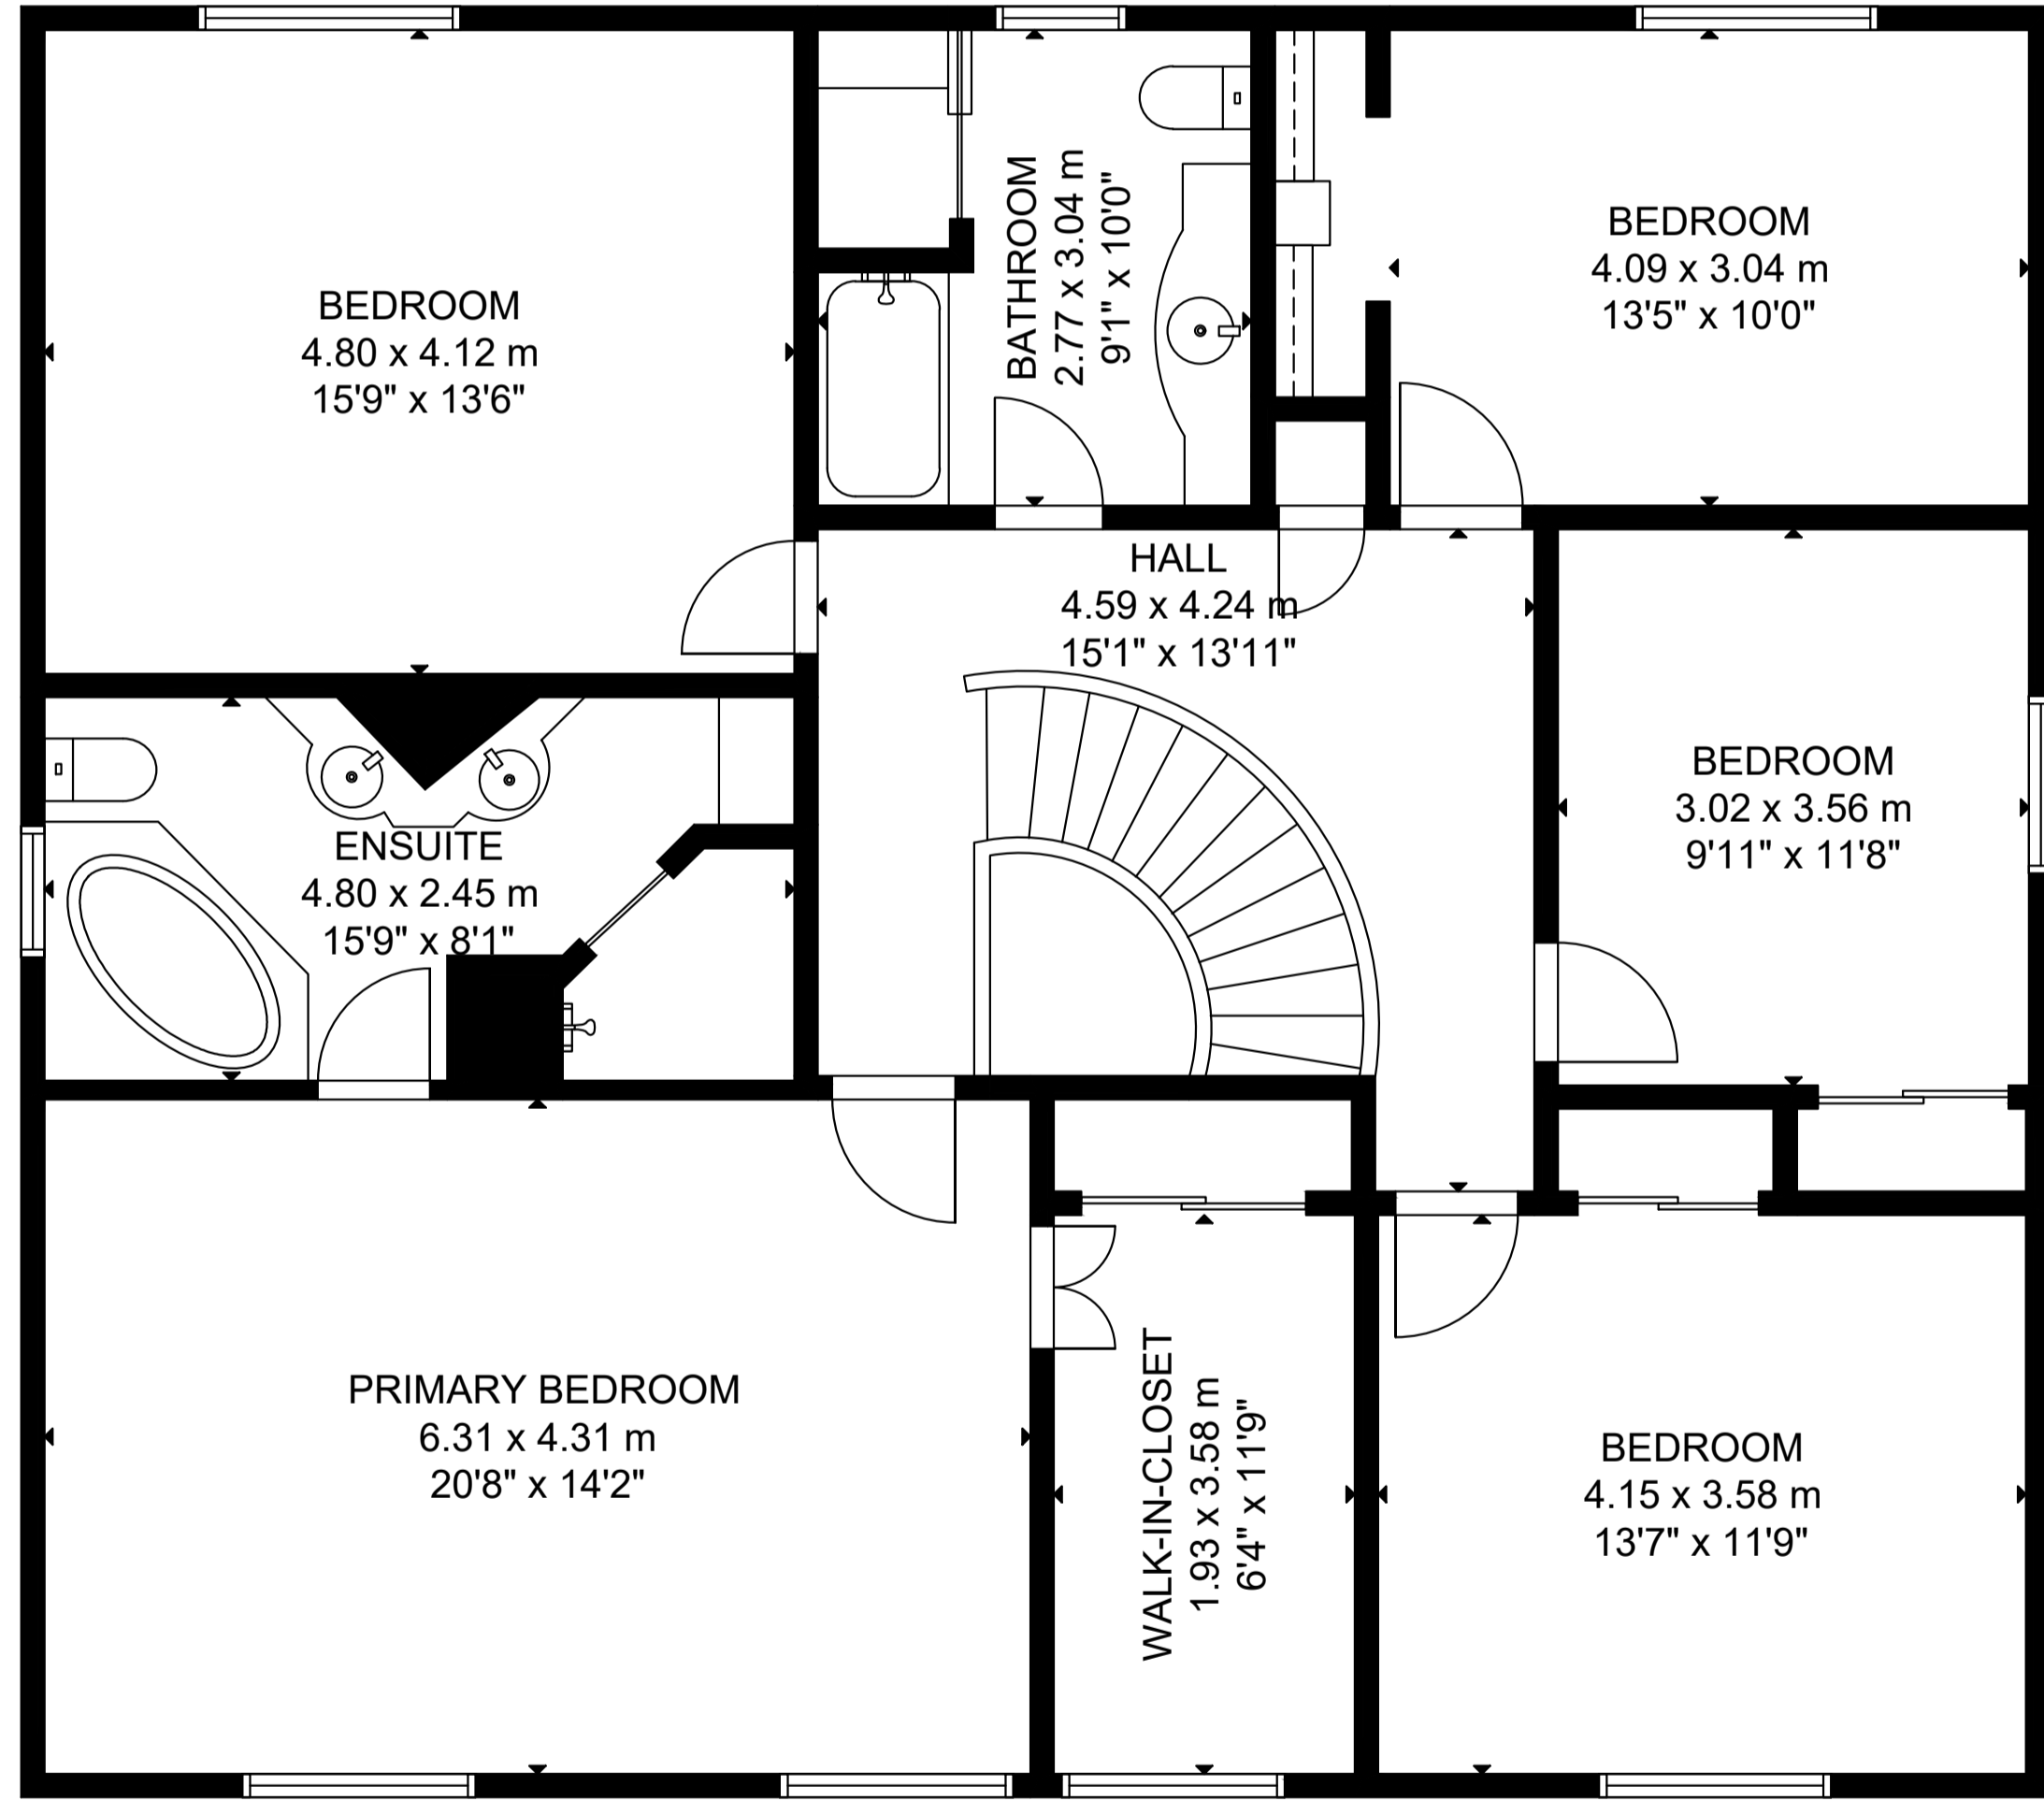 BEDROOM
4.80 x 4.12 m
15'9" x 13'6"
BATHROOM
2.77 x 3.04 m
9'1" x 10'0"
BEDROOM
4.09 x 3.04 m
13'5" x 10'0"
HALL
4.59 x 4.24 m
15'1" x 13'11"
BEDROOM
3.02 x 3.56 m
9'11" x 11'8"
ENSUITE
4.80 x 2.45 m
15'9" x 8'1"
PRIMARY BEDROOM
6.31 x 4.31 m
20'8" x 14'2"
WALK-IN-CLOSET
1.93 x 3.58 m
6'4" x 11'9"
BEDROOM
4.15 x 3.58 m
13'7" x 11'9"